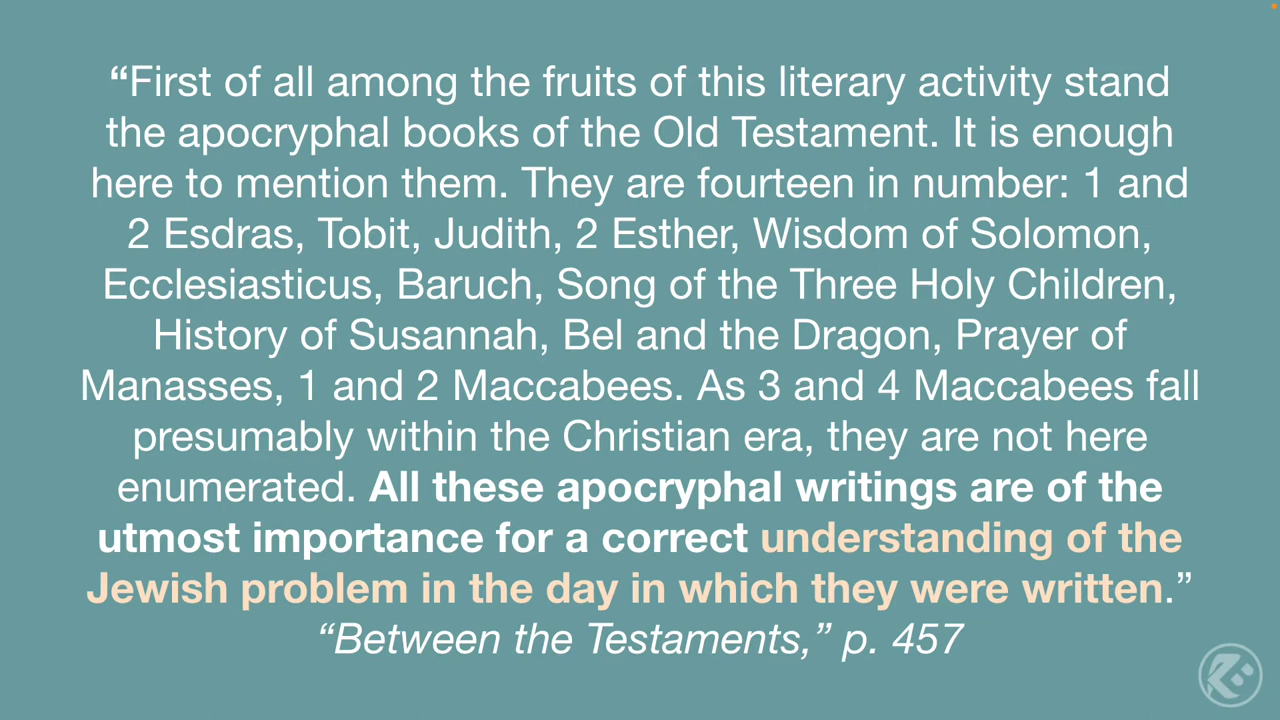 “First of all among the fruits of this literary activity stand
the apocryphal books of the Old Testament. It is enough
here to mention them. They are fourteen in number: 1 and
2 Esdras, Tobit, Judith, 2 Esther, Wisdom of Solomon,
Ecclesiasticus, Baruch, Song of the Three Holy Children,
History of Susannah, Bel and the Dragon, Prayer of
Manasses, 1 and 2 Maccabees. As 3 and 4 Maccabees fall
presumably within the Christian era, they are not here
enumerated. All these apocryphal writings are of the
utmost importance for a correct understanding of the
Jewish problem in the day in which they were written.”
“Between the Testaments,” p. 457